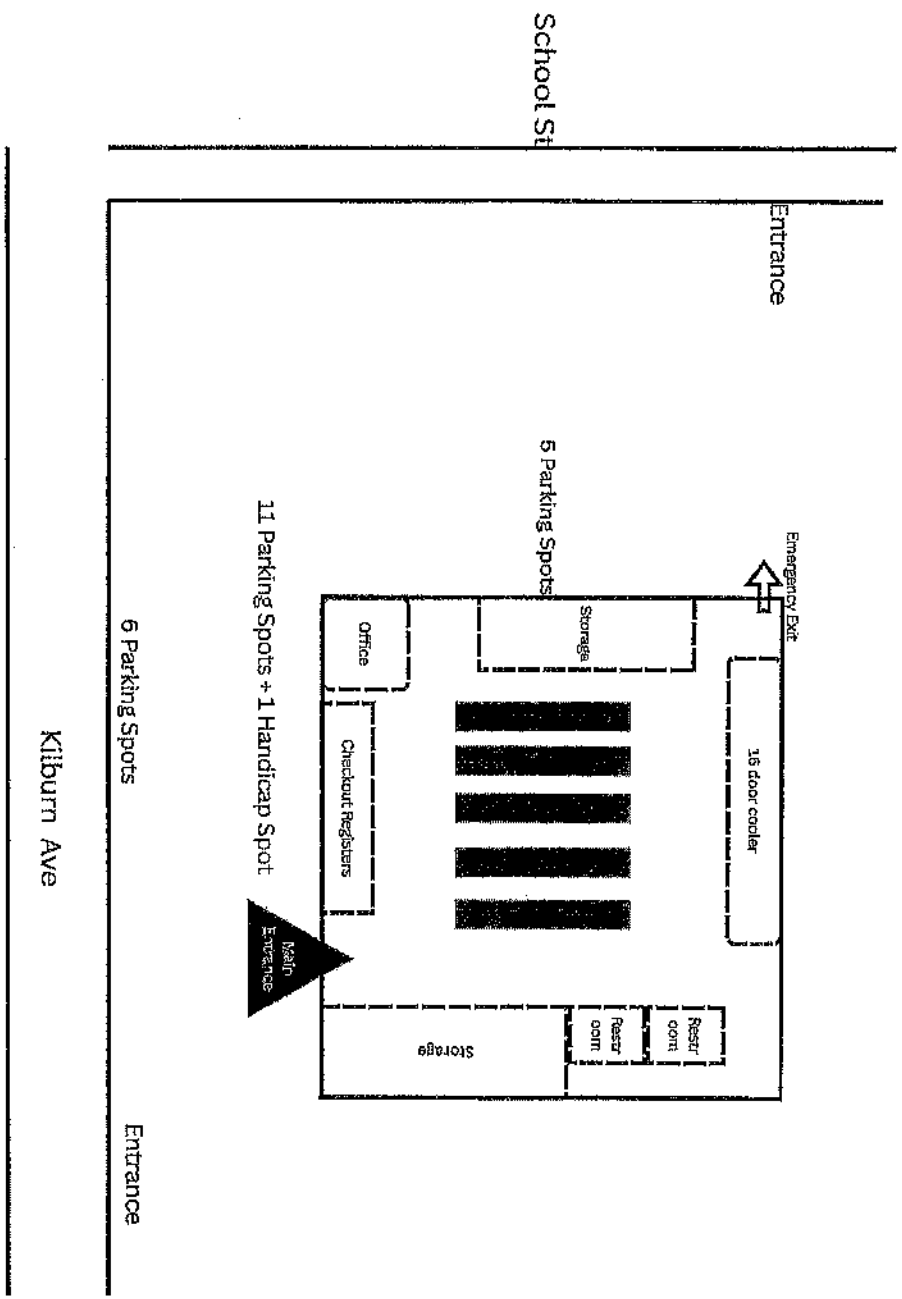 Emergency Exit
Entrance
16 door cooler
Restr
oom
Restr
oom
Storage
School St
5 Parking Spots
Storage
Office
Checkout Registers
Main
Entrance
11 Parking Spots + 1 Handicap Spot
6 Parking Spots
Entrance
Kilburn Ave